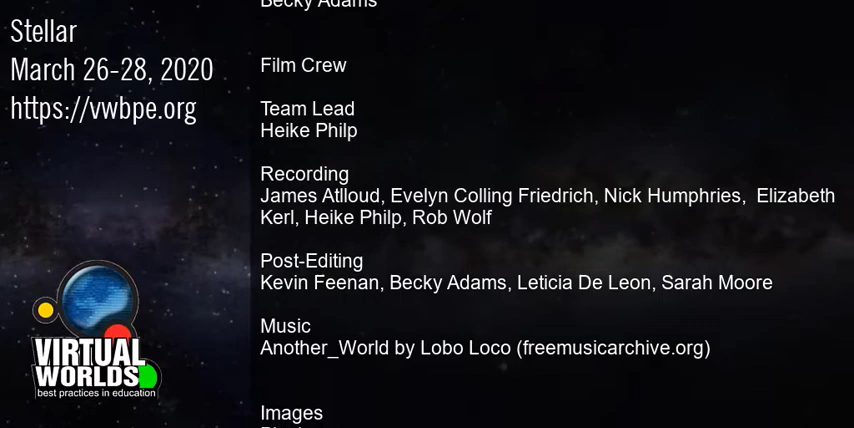 Stellar
March 26-28, 2020
https://vwbpe.org
VIRTUAL
WORLDS
best practices in education
Becky Adams
Film Crew
Team Lead
Heike Philp
Recording
James Atlloud, Evelyn Colling Friedrich, Nick Humphries,  Elizabeth
Kerl, Heike Philp, Rob Wolf
Post-Editing
Kevin Feenan, Becky Adams, Leticia De Leon, Sarah Moore
Music
Another_World by Lobo Loco (freemusicarchive.org)
Images